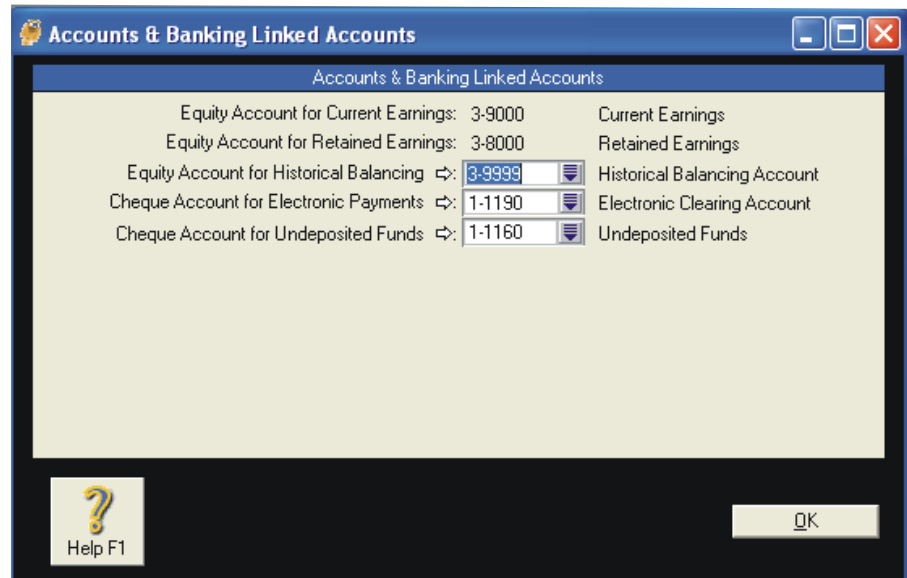 Accounts & Banking Linked Accounts
Accounts & Banking Linked Accounts
Equity Account for Current Earnings: 3-9000 Current Earnings
Equity Account for Retained Earnings: 3-8000 Retained Earnings
Equity Account for Historical Balancing ⇨: 3-9999 Historical Balancing Account
Cheque Account for Electronic Payments ⇨: 1-1190 Electronic Clearing Account
Cheque Account for Undeposited Funds ⇨: 1-1160 Undeposited Funds
Help F1
OK